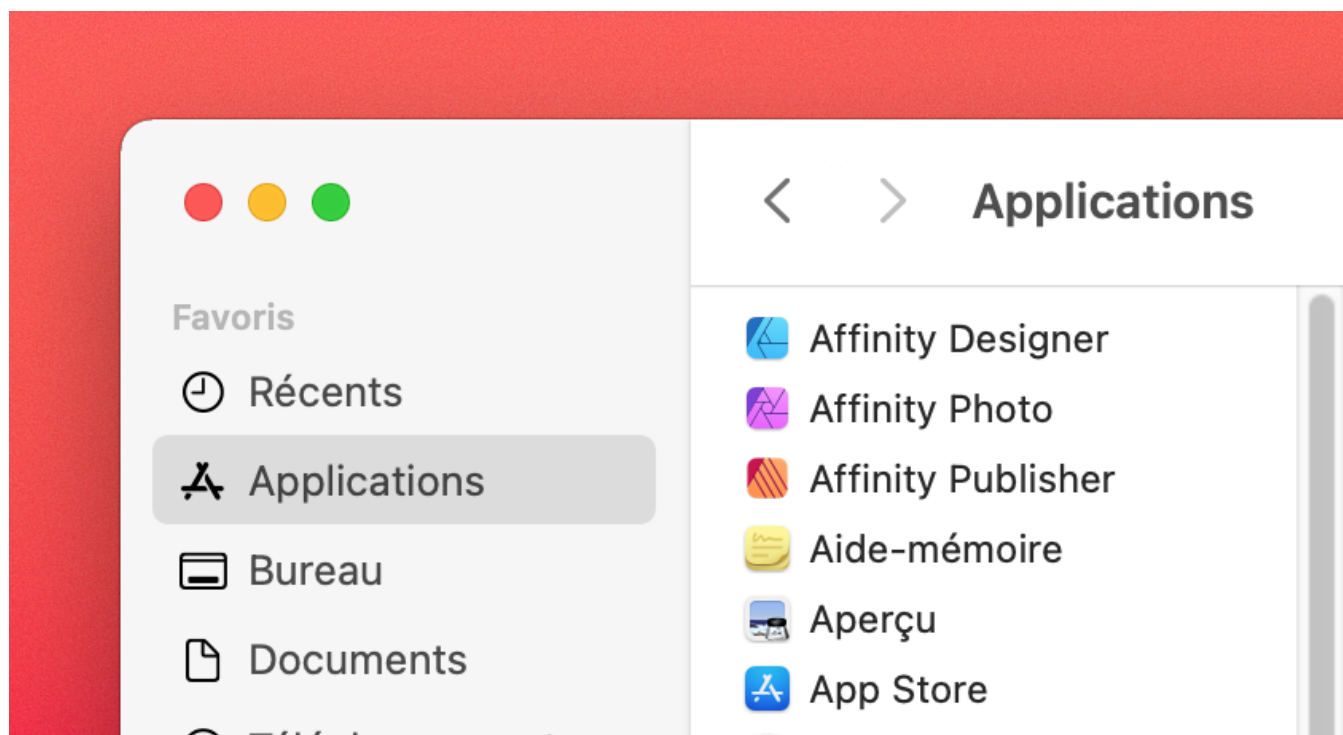 Applications
Favoris
Récents
Applications
Bureau
Documents
Affinity Designer
Affinity Photo
Affinity Publisher
Aide-mémoire
Aperçu
App Store